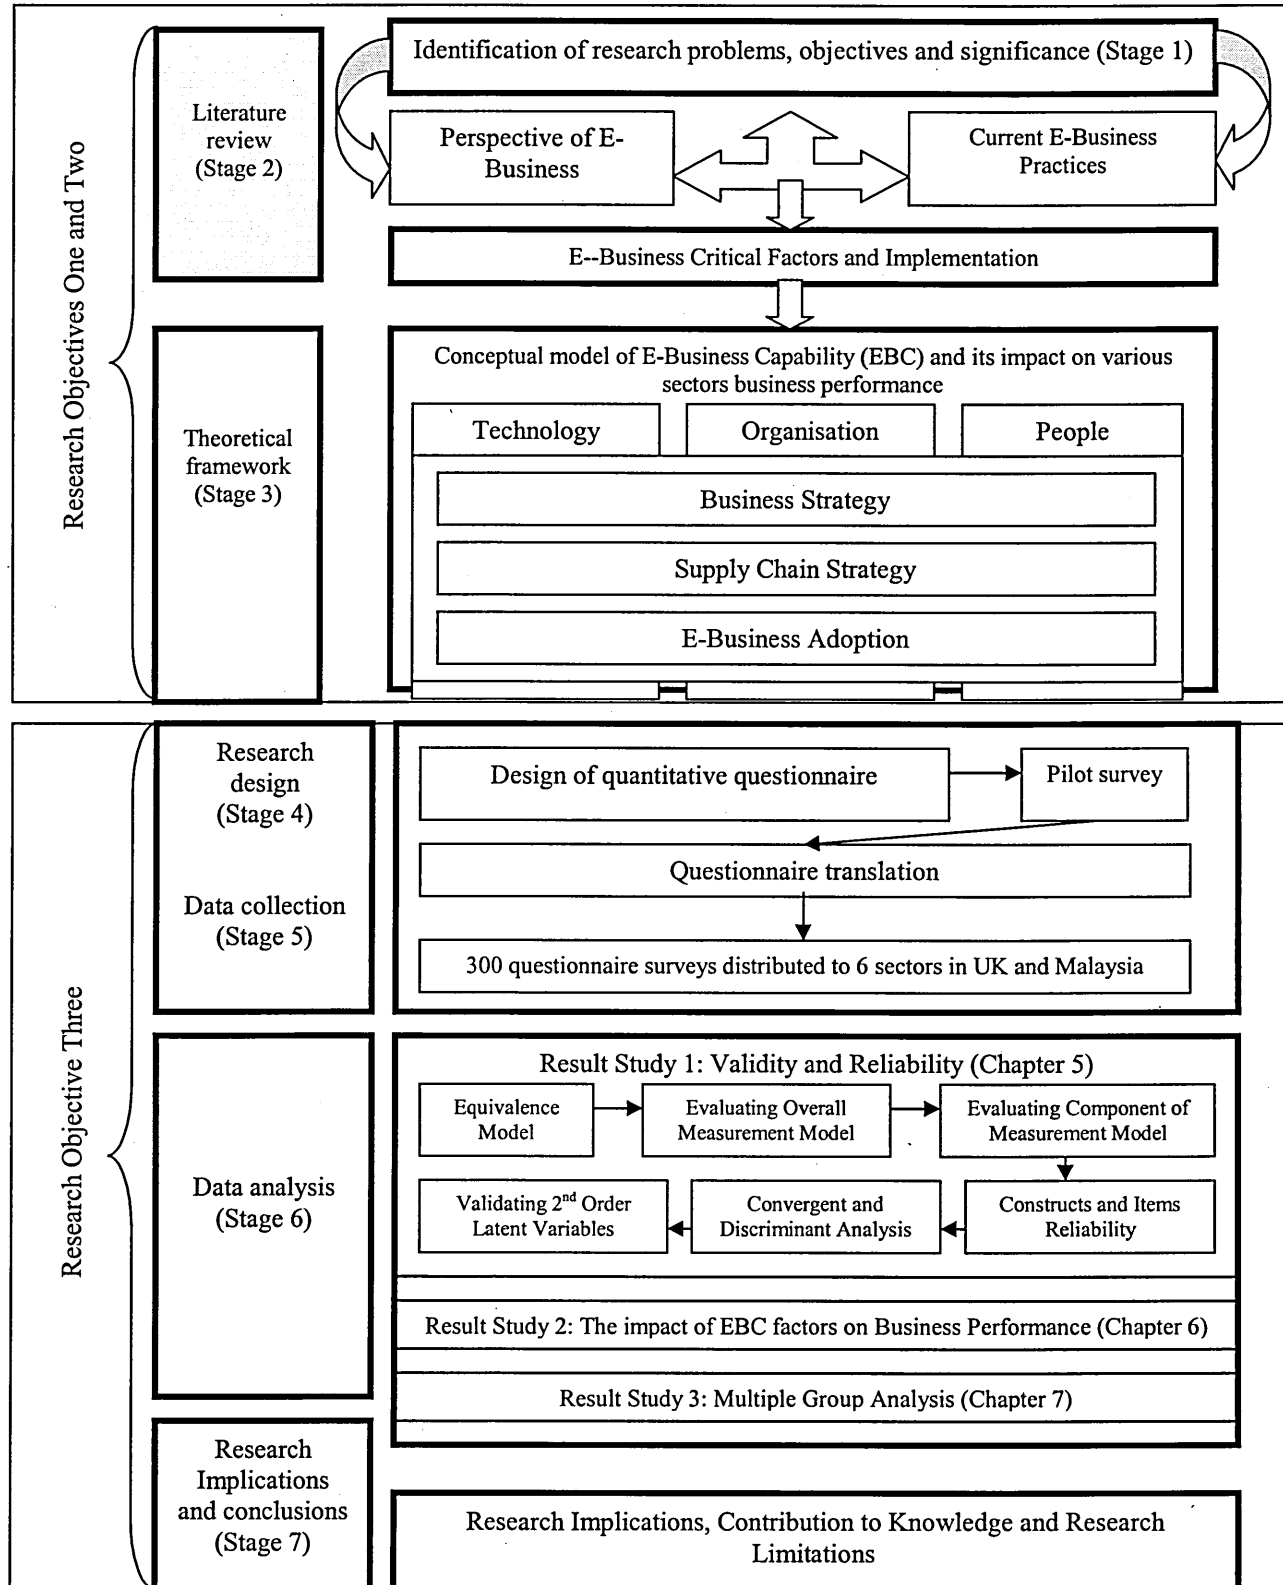 Research Objectives One and Two
Literature
review
(Stage 2)
Identification of research problems, objectives and significance (Stage 1)
Perspective of E-
Business
Current E-Business
Practices
E--Business Critical Factors and Implementation
Theoretical
framework
(Stage 3)
Conceptual model of E-Business Capability (EBC) and its impact on various
sectors business performance
Technology
Organisation
People
Business Strategy
Supply Chain Strategy
E-Business Adoption
Research Objective Three
Research
design
(Stage 4)
Data collection
(Stage 5)
Design of quantitative questionnaire
Pilot survey
Questionnaire translation
300 questionnaire surveys distributed to 6 sectors in UK and Malaysia
Data analysis
(Stage 6)
Result Study 1: Validity and Reliability (Chapter 5)
Equivalence
Model
Evaluating Overall
Measurement Model
Evaluating Component of
Measurement Model
Validating 2nd Order
Latent Variables
Convergent and
Discriminant Analysis
Constructs and Items
Reliability
Result Study 2: The impact of EBC factors on Business Performance (Chapter 6)
Result Study 3: Multiple Group Analysis (Chapter 7)
Research
Implications
and conclusions
(Stage 7)
Research Implications, Contribution to Knowledge and Research
Limitations